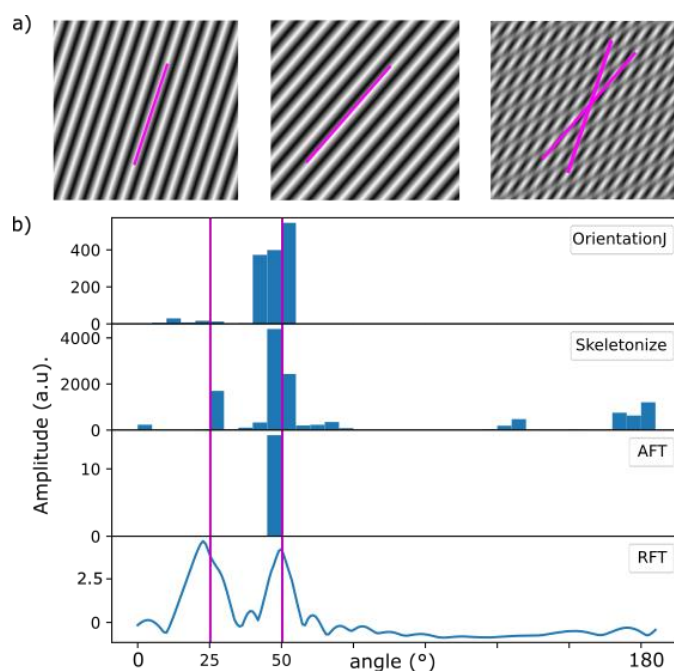 a)
b)
OrientationJ
400
200
0
Skeletonize
4000
2000
0
AFT
10
0
RFT
2.5
0
Amplitude (a.u).
0
25
50
angle (°)
180